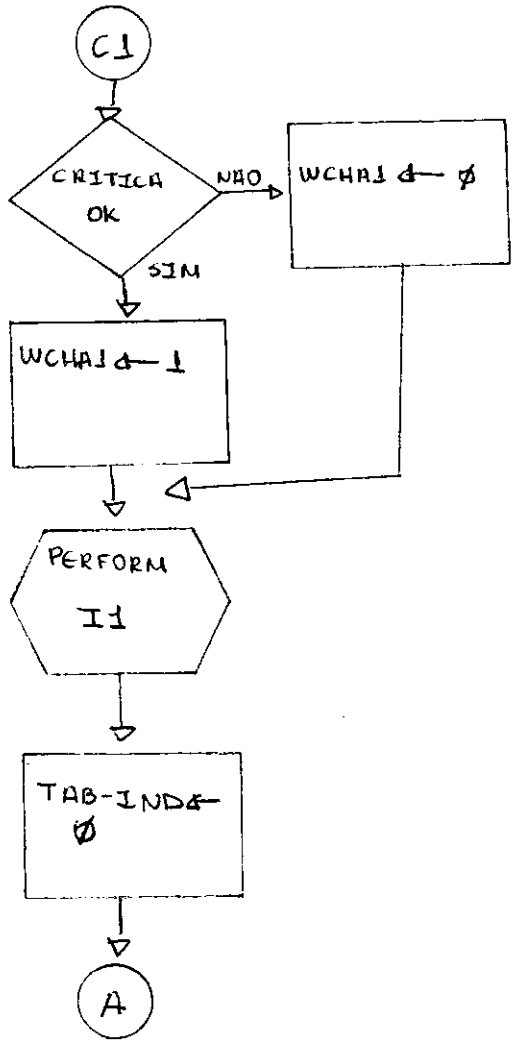 C1
CRITICA
OK
NAO
WCHA1 ← ∅
SIM
WCHA1 ← 1
PERFORM
I1
TAB-IND←
∅
A